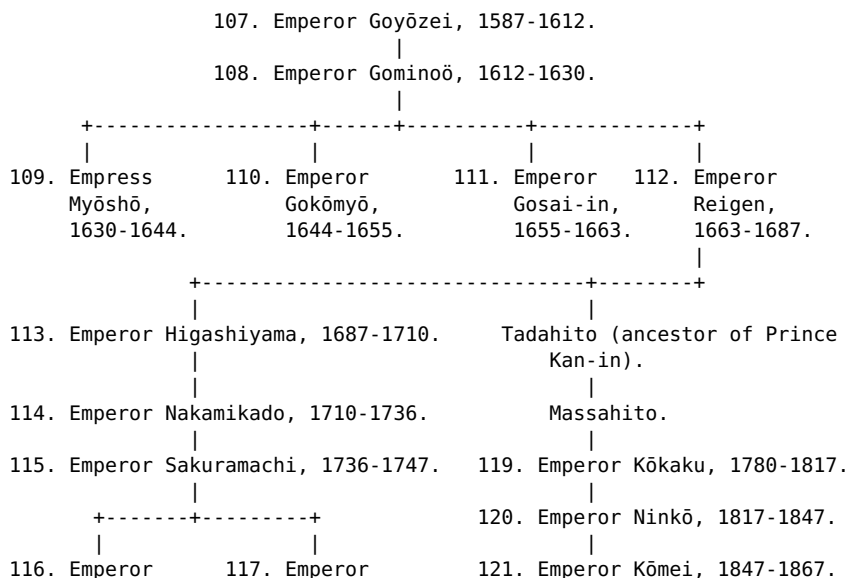 107. Emperor Goyōzei, 1587-1612.
108. Emperor Gominoö, 1612-1630.
109. Empress 110. Emperor 111. Emperor 112. Emperor
Myōshō, Gokōmyō, Gosai-in, Reigen,
1630-1644. 1644-1655. 1655-1663. 1663-1687.
113. Emperor Higashiyama, 1687-1710. Tadahito (ancestor of Prince
Kan-in).
114. Emperor Nakamikado, 1710-1736. Massahito.
115. Emperor Sakuramachi, 1736-1747. 119. Emperor Kōkaku, 1780-1817.
120. Emperor Ninkō, 1817-1847.
116. Emperor 117. Emperor 121. Emperor Kōmei, 1847-1867.